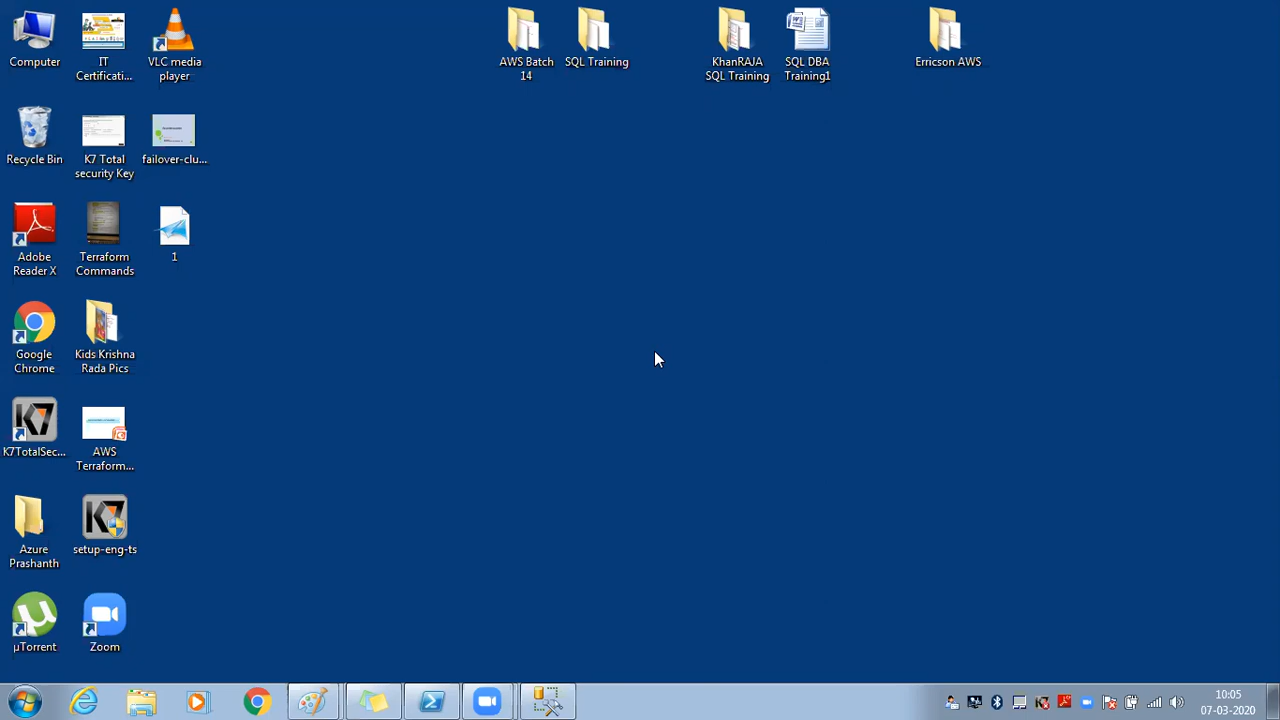 Computer
IT
Certificati...
VLC media
player
AWS Batch
14
SQL Training
KhanRAJA
SQL Training
SQL DBA
Training1
Erricson AWS
Recycle Bin
K7 Total
security Key
failover-clu...
Adobe
Reader X
Terraform
Commands
1
Google
Chrome
Kids Krishna
Rada Pics
K7TotalSec...
AWS
Terraform...
Azure
Prashanth
setup-eng-ts
µTorrent
Zoom
10:05
07-03-2020